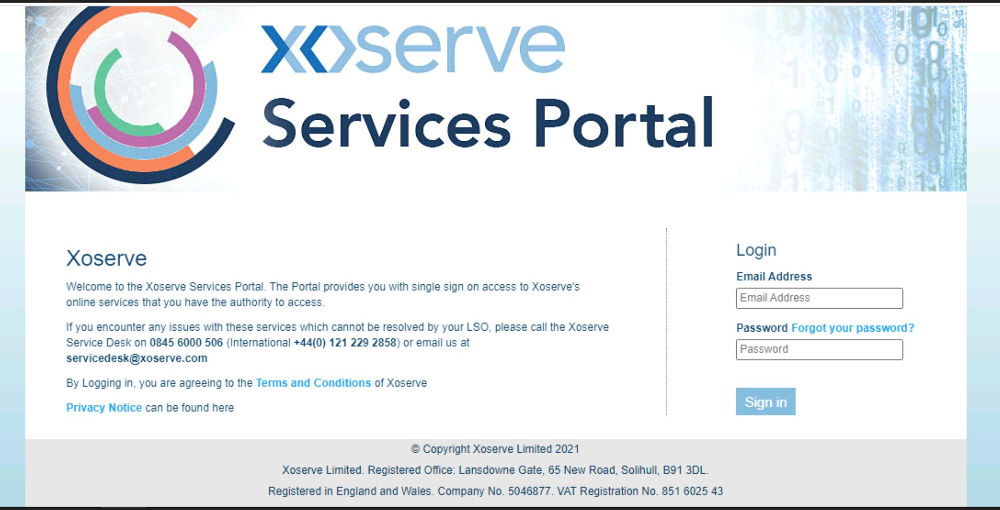 xoserve
Services Portal
Xoserve
Welcome to the Xoserve Services Portal. The Portal provides you with single sign on access to Xoserve's
online services that you have the authority to access.
If you encounter any issues with these services which cannot be resolved by your LSO, please call the Xoserve
Service Desk on 0845 6000 506 (International +44(0) 121 229 2858) or email us at
servicedesk@xoserve.com
By Logging in, you are agreeing to the Terms and Conditions of Xoserve
Privacy Notice can be found here
Login
Email Address
Email Address
Password Forgot your password?
Password
Sign in
© Copyright Xoserve Limited 2021
Xoserve Limited. Registered Office: Lansdowne Gate, 65 New Road, Solihull, B91 3DL.
Registered in England and Wales. Company No. 5046877. VAT Registration No. 851 6025 43